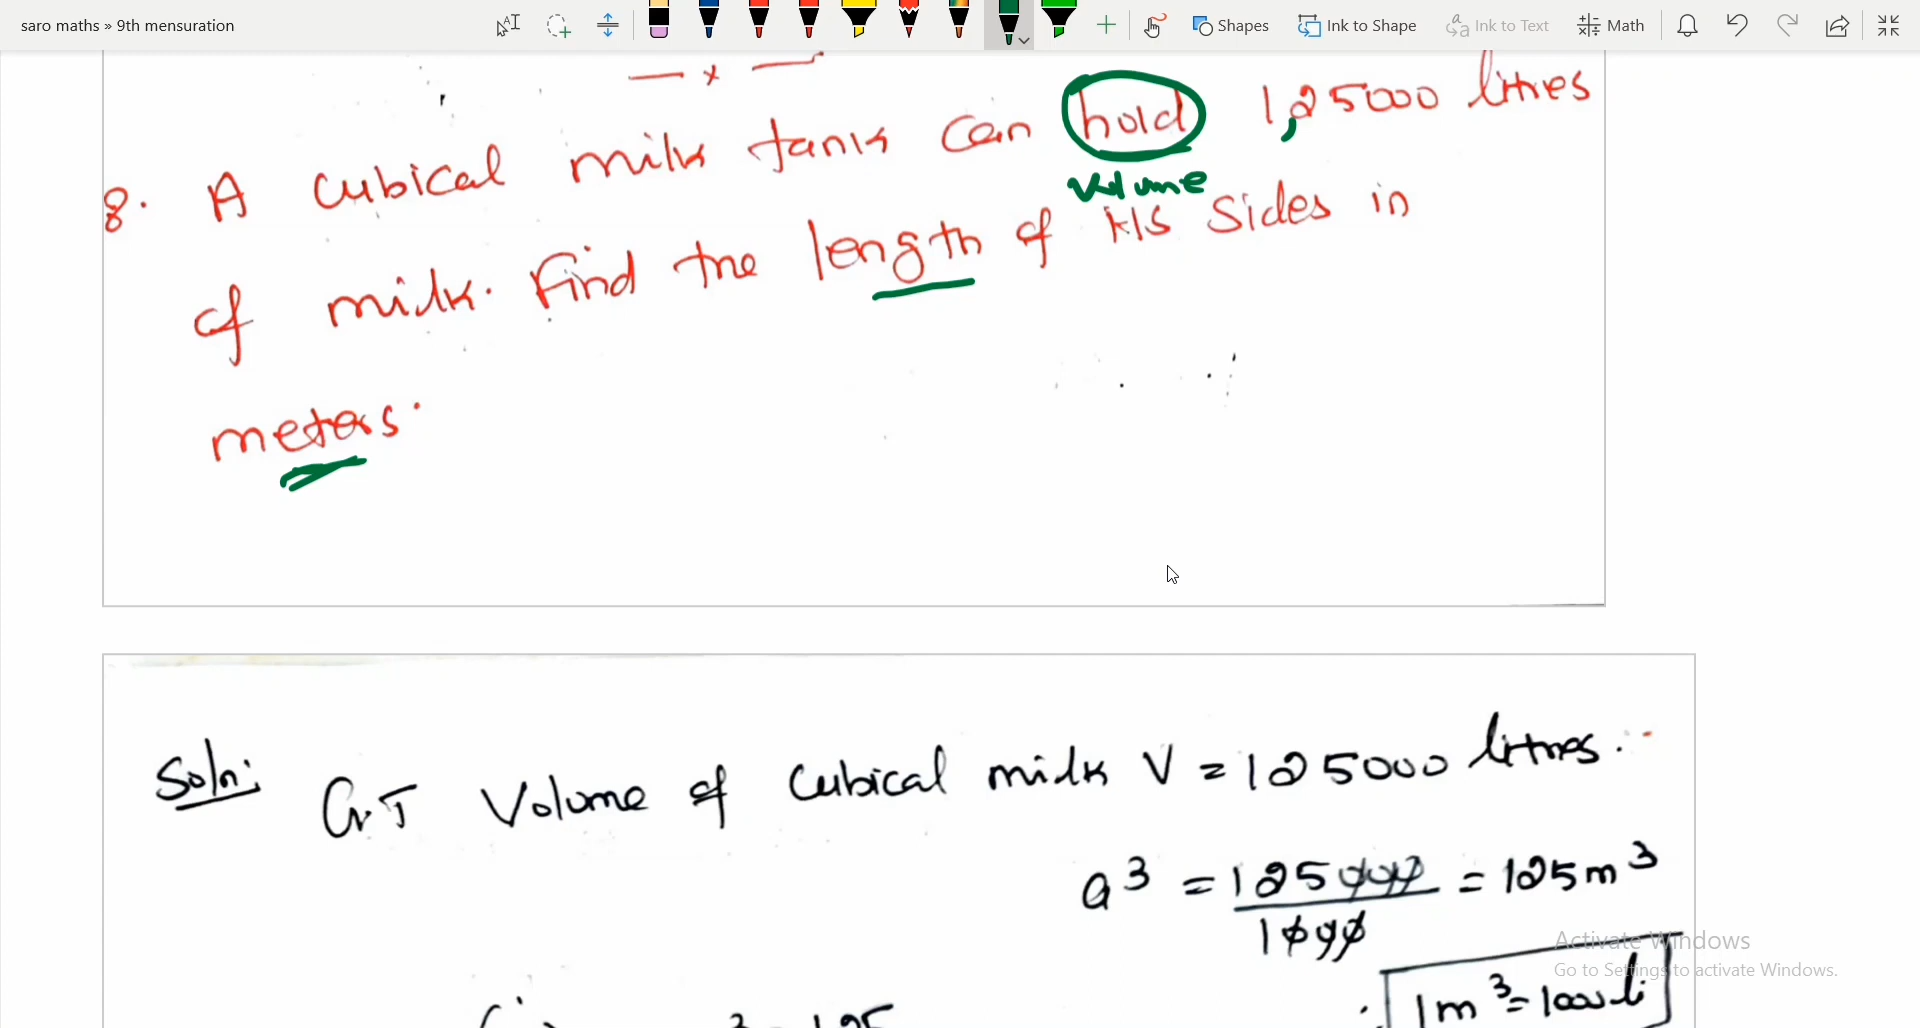 saro maths » 9th mensuration
Shapes Ink to Shape Ink to Text Math
8. A cubical milk tank can hold 1,25000 litres
volume
of milk. Find the length of its sides in
meters.
Soln: G.T Volume of Cubical milk V = 125000 litres.
a³ = 125000 / 1000 = 125m³
1m³ = 1000 li
³ = 125
Activate Windows
Go to Settings to activate Windows.